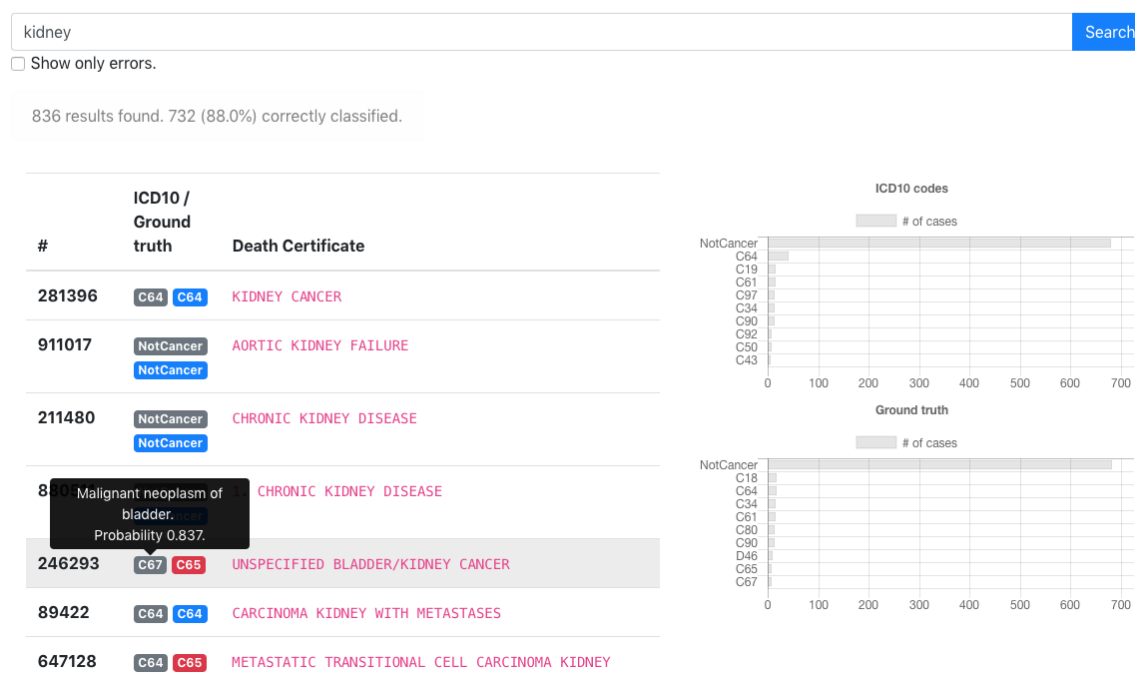 kidney
Search
Show only errors.
836 results found. 732 (88.0%) correctly classified.
#
ICD10 /
Ground
truth
Death Certificate
281396
C64 C64
KIDNEY CANCER
911017
NotCancer
NotCancer
AORTIC KIDNEY FAILURE
211480
NotCancer
NotCancer
CHRONIC KIDNEY DISEASE
CHRONIC KIDNEY DISEASE
Malignant neoplasm of
bladder.
Probability 0.837.
246293
C67 C65
UNSPECIFIED BLADDER/KIDNEY CANCER
89422
C64 C64
CARCINOMA KIDNEY WITH METASTASES
647128
C64 C65
METASTATIC TRANSITIONAL CELL CARCINOMA KIDNEY
ICD10 codes
# of cases
NotCancer
C64
C19
C61
C97
C34
C90
C92
C50
C43
0 100 200 300 400 500 600 700
Ground truth
# of cases
NotCancer
C18
C64
C34
C61
C80
C90
D46
C65
C67
0 100 200 300 400 500 600 700